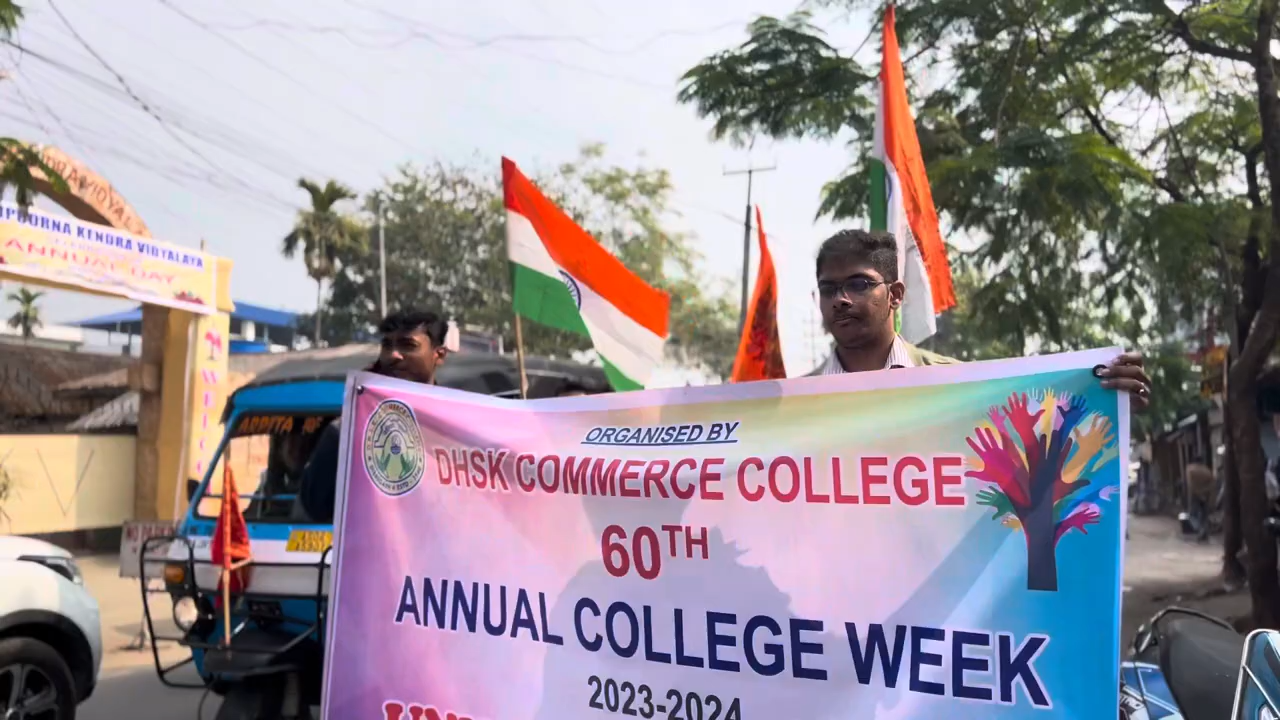 PURNA KENDRA VIDYALAYA
ANNUAL DAY
ORGANISED BY
DHSK COMMERCE COLLEGE
60TH
ANNUAL COLLEGE WEEK
2023-2024